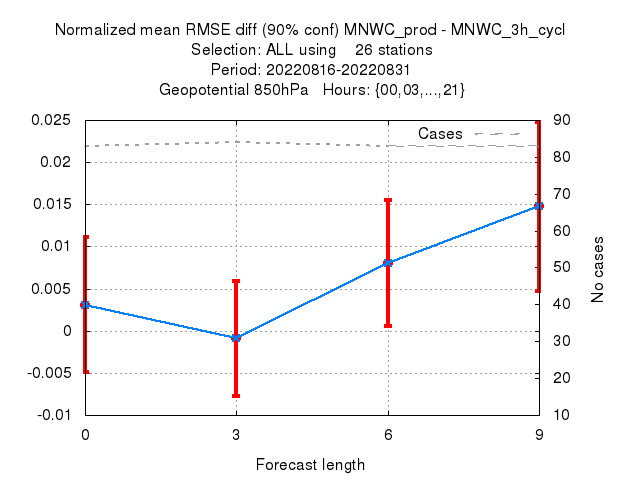 Normalized mean RMSE diff (90% conf) MNWC_prod - MNWC_3h_cycl
Selection: ALL using    26 stations
Period: 20220816-20220831
Geopotential 850hPa   Hours: {00,03,...,21}
0.025
0.02
0.015
0.01
0.005
0
-0.005
-0.01
Cases
90
80
70
60
50
40
30
20
10
No cases
0 3 6 9
Forecast length